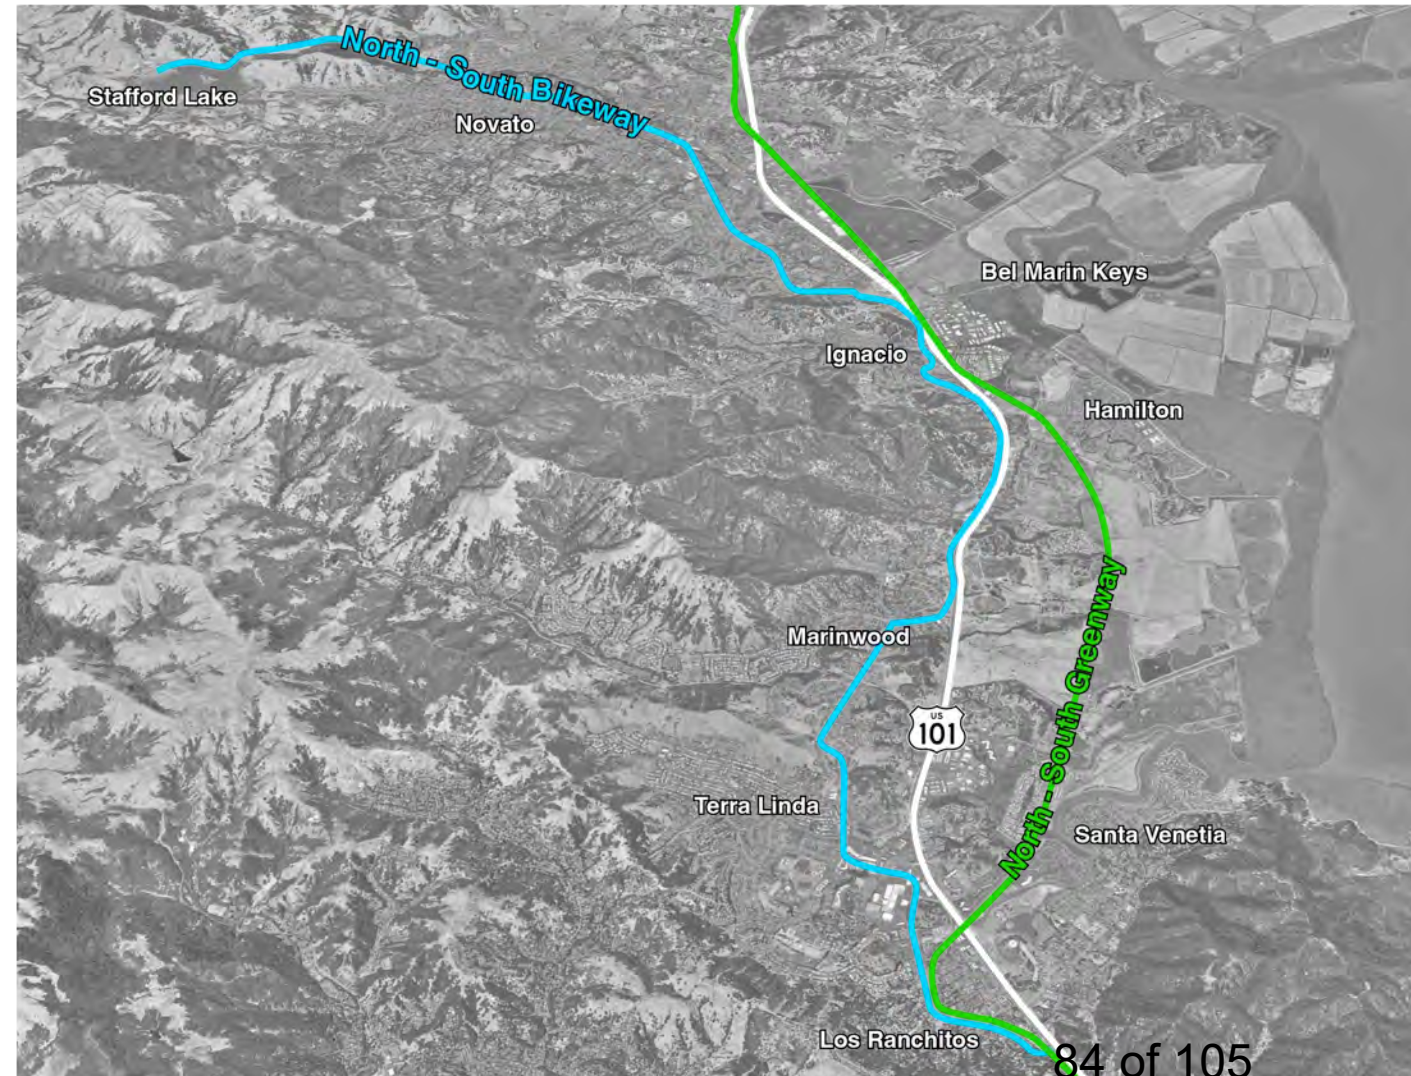 North - South Bikeway
Stafford Lake
Novato
Bel Marin Keys
Ignacio
Hamilton
Marinwood
US
101
North - South Greenway
Terra Linda
Santa Venetia
Los Ranchitos
84 of 105